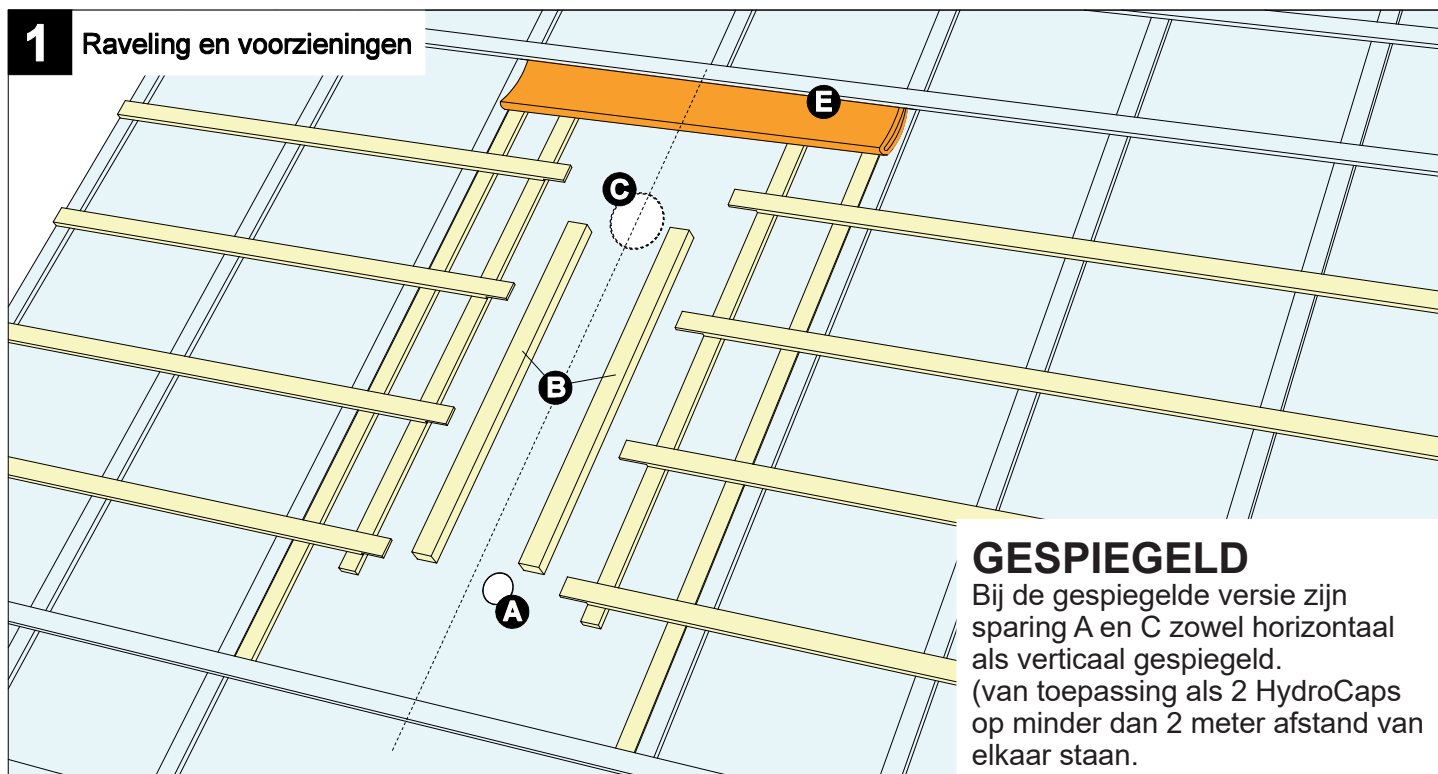 1 Raveling en voorzieningen
E
C
B
A
GESPIEGELD
Bij de gespiegelde versie zijn
sparing A en C zowel horizontaal
als verticaal gespiegeld.
(van toepassing als 2 HydroCaps
op minder dan 2 meter afstand van
elkaar staan.